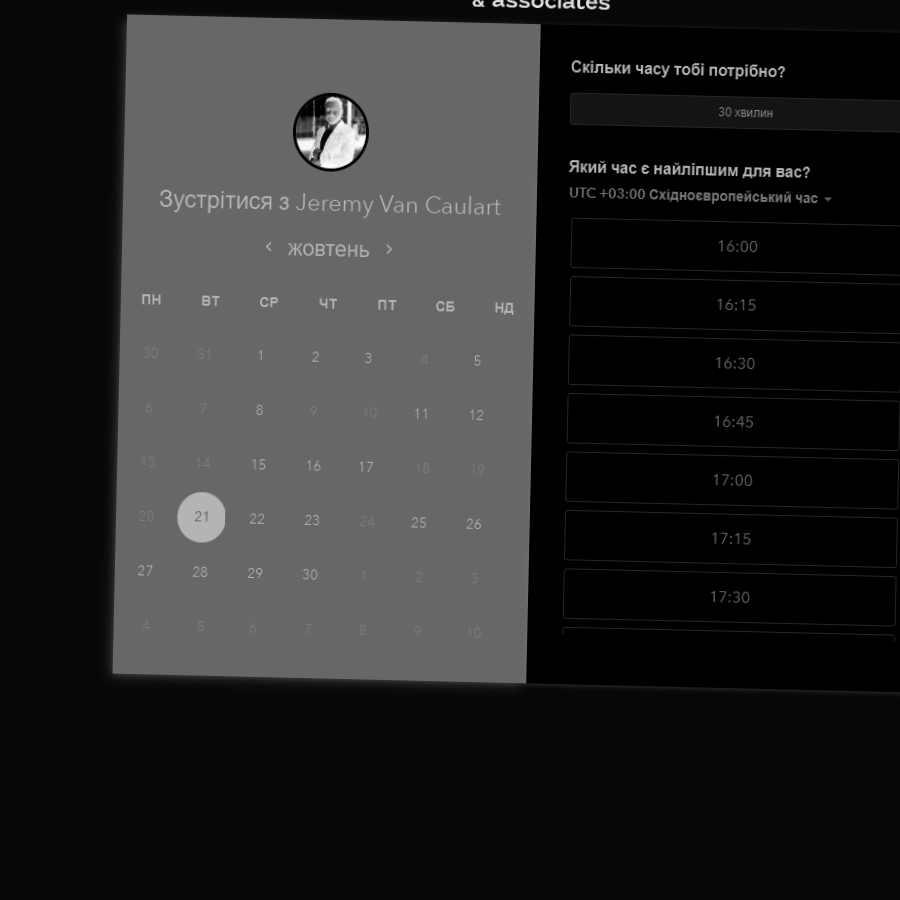 & associates
Зустрітися з Jeremy Van Caulart
жовтень
ПН ВТ СР ЧТ ПТ СБ НД
30 31 1 2 3 4 5
6 7 8 9 10 11 12
13 14 15 16 17 18 19
20 21 22 23 24 25 26
27 28 29 30 1 2 3
4 5 6 7 8 9 10
Скільки часу тобі потрібно?
30 хвилин
Який час є найліпшим для вас?
UTC +03:00 Східноєвропейський час
16:00
16:15
16:30
16:45
17:00
17:15
17:30